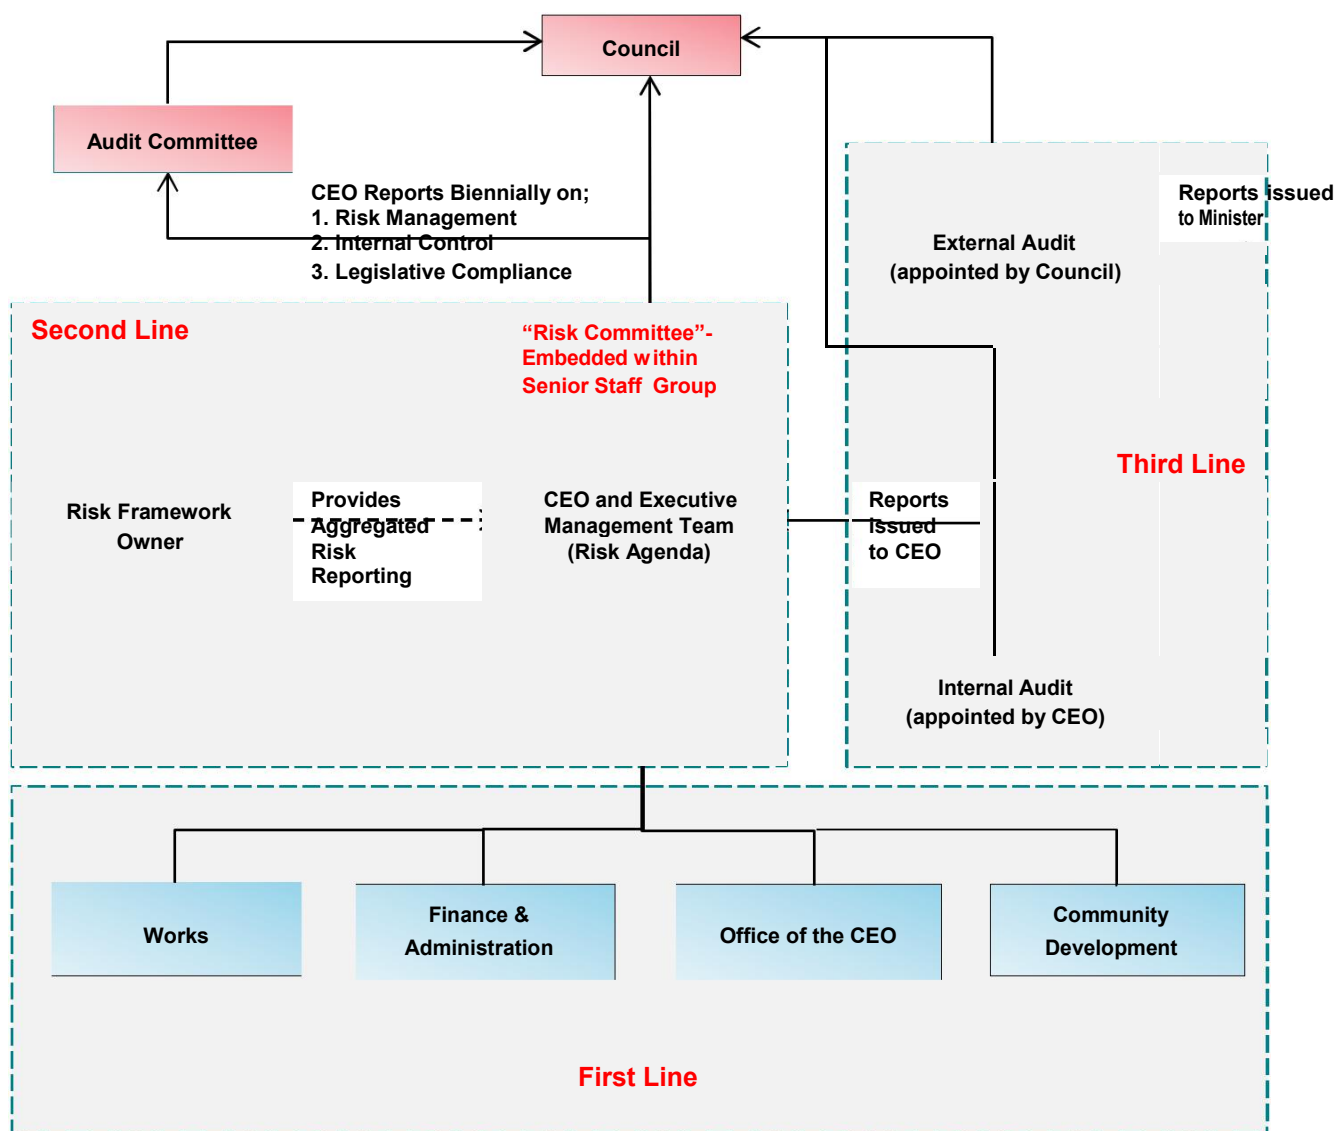 Council
Audit Committee
CEO Reports Biennially on;
1. Risk Management
2. Internal Control
3. Legislative Compliance
Reports issued
to Minister
External Audit
(appointed by Council)
Second Line
“Risk Committee”-
Embedded within
Senior Staff Group
Third Line
Risk Framework
Owner
Provides
Aggregated
Risk
Reporting
CEO and Executive
Management Team
(Risk Agenda)
Reports
Issued
to CEO
Internal Audit
(appointed by CEO)
Works
Finance &
Administration
Office of the CEO
Community
Development
First Line